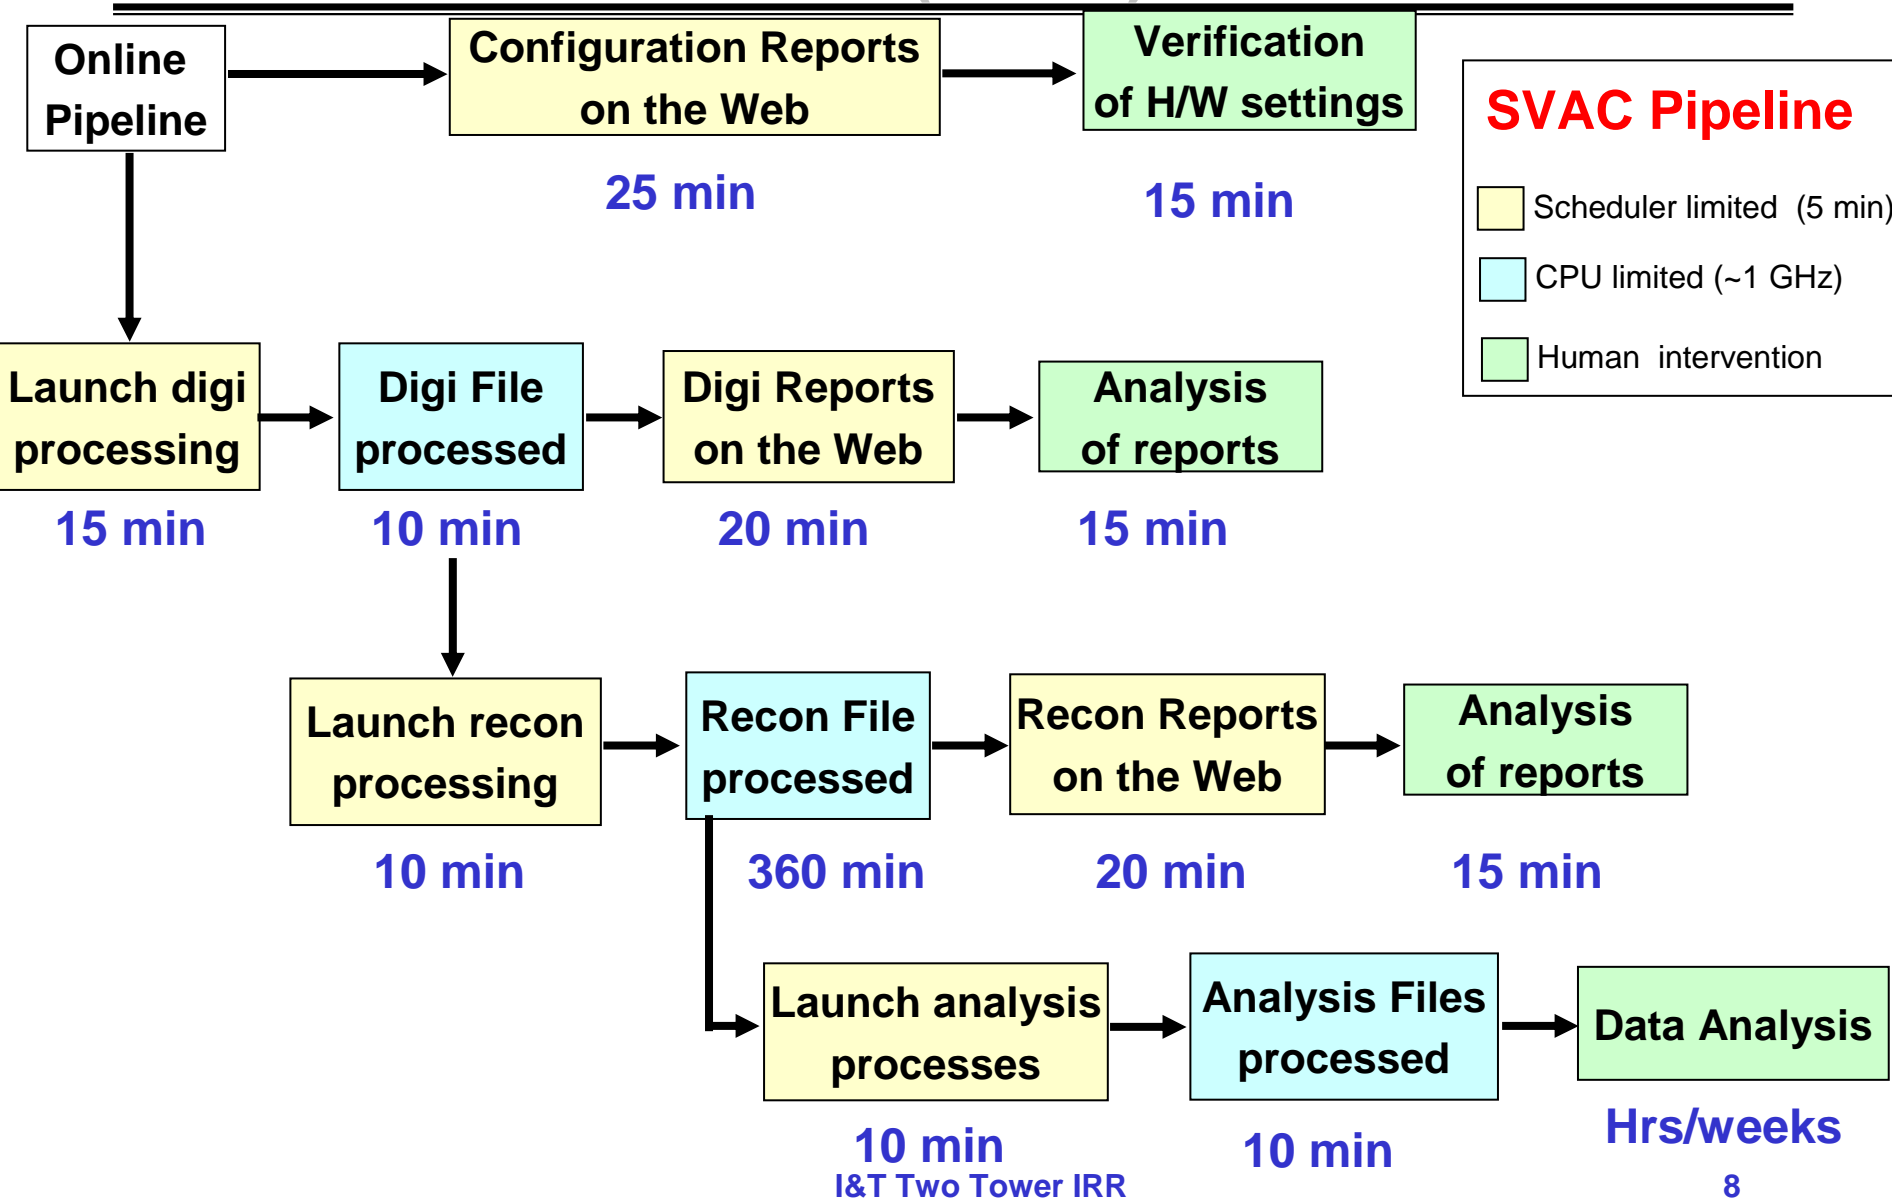 Online
Pipeline
Configuration Reports
on the Web
Verification
of H/W settings
25 min
15 min
SVAC Pipeline
Scheduler limited (5 min)
CPU limited (~1 GHz)
Human intervention
Launch digi
processing
Digi File
processed
Digi Reports
on the Web
Analysis
of reports
15 min
10 min
20 min
15 min
Launch recon
processing
Recon File
processed
Recon Reports
on the Web
Analysis
of reports
10 min
360 min
20 min
15 min
Launch analysis
processes
Analysis Files
processed
Data Analysis
10 min
10 min
Hrs/weeks
I&T Two Tower IRR
8